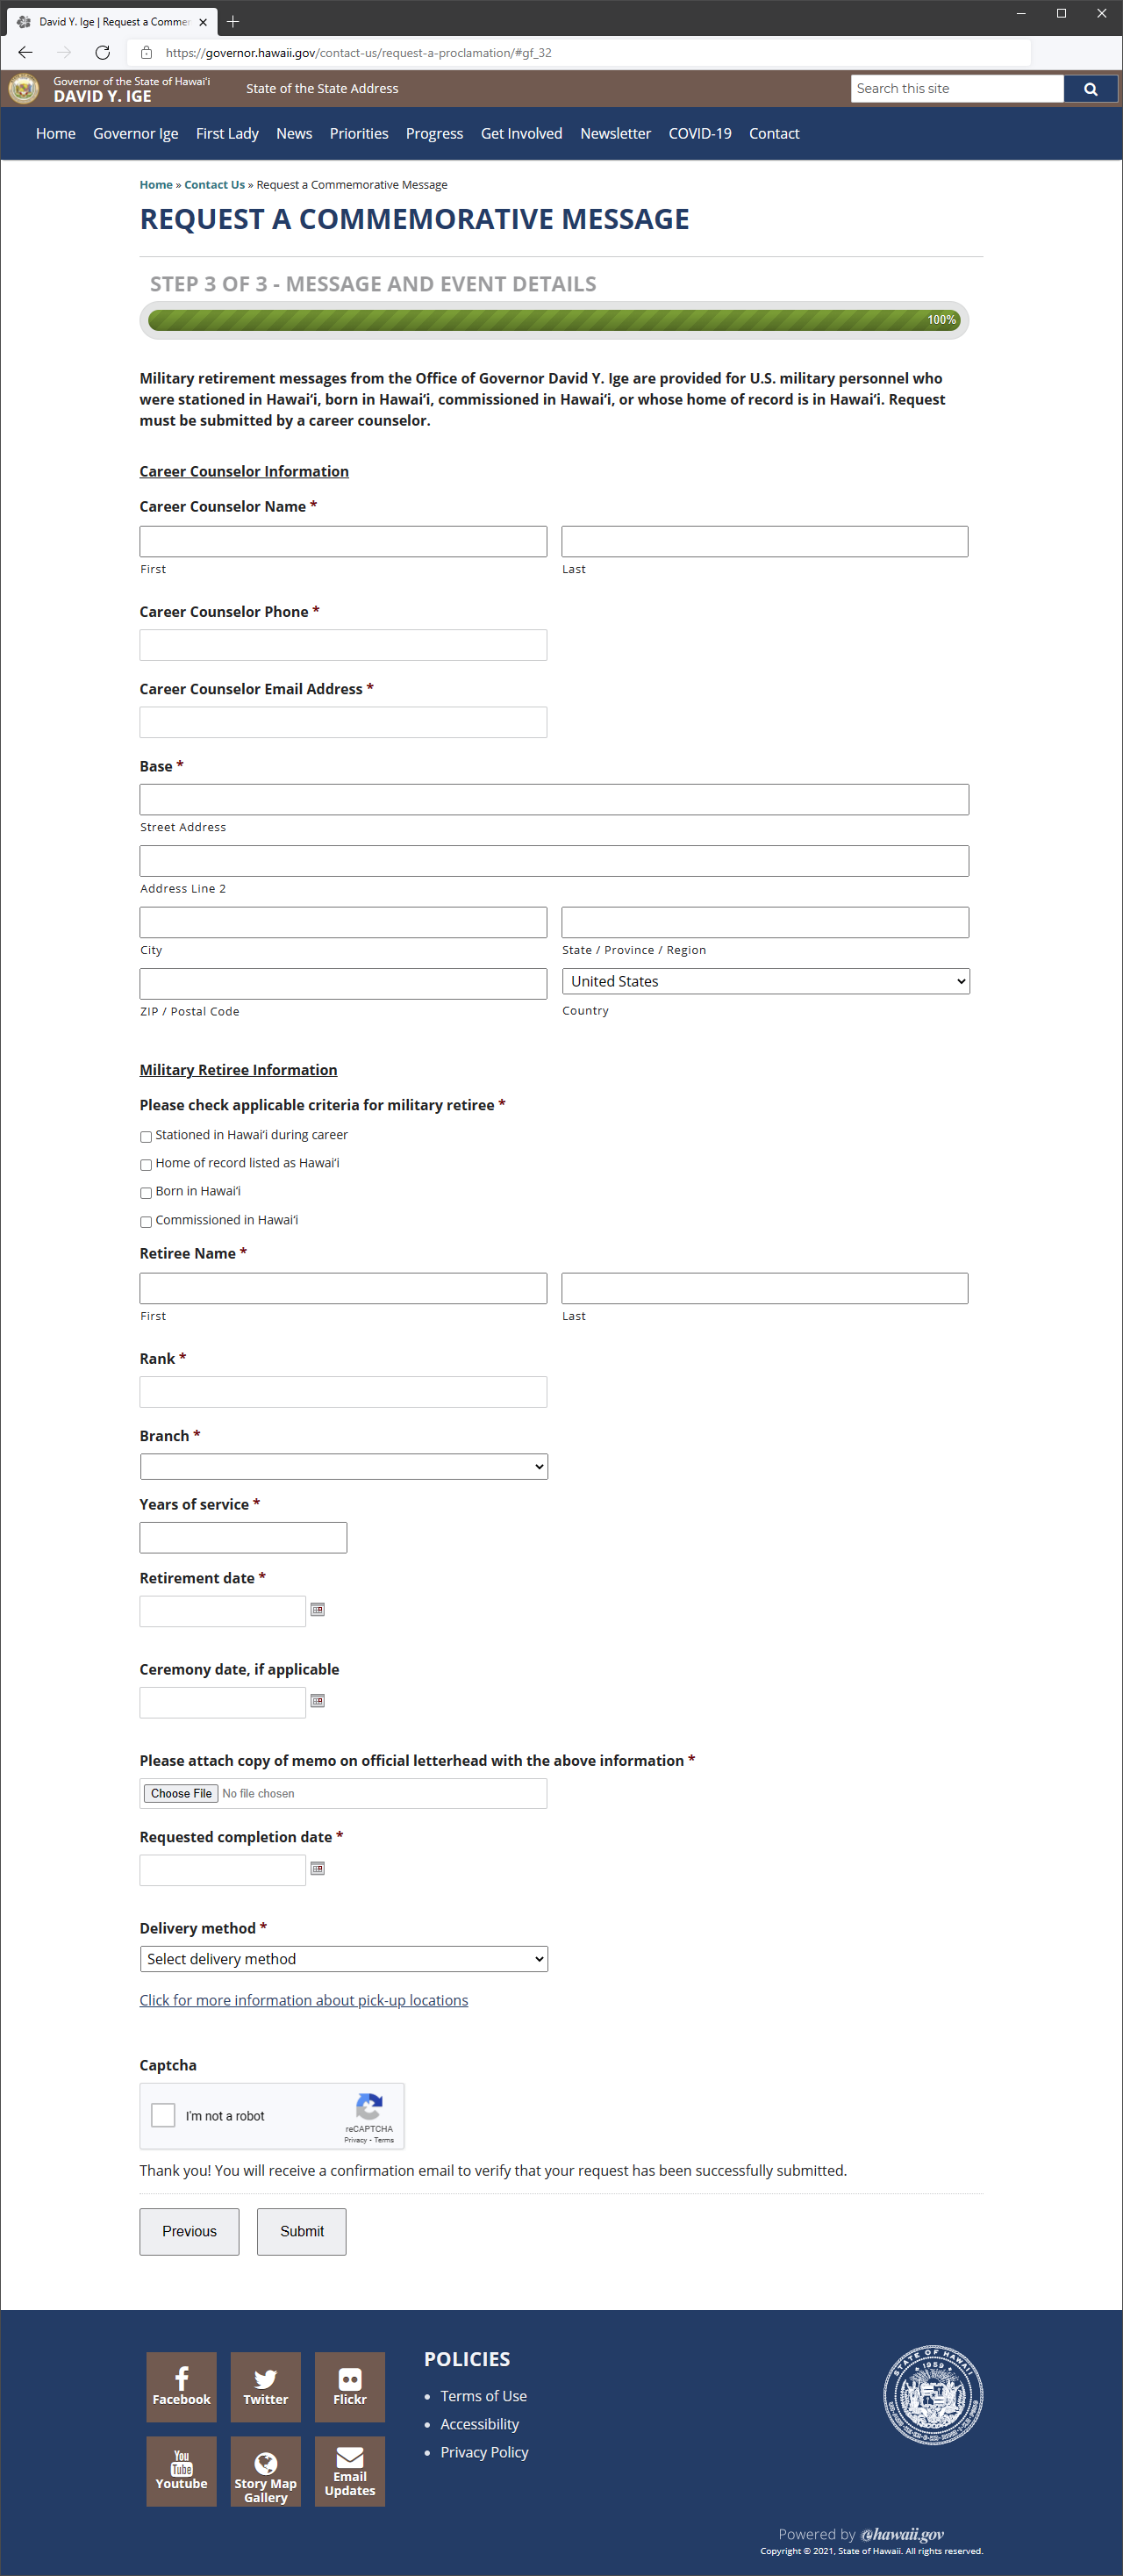 David Y. Ige | Request a Commer
https://governor.hawaii.gov/contact-us/request-a-proclamation/#gf_32
Governor of the State of Hawaiʻi
DAVID Y. IGE
State of the State Address
Search this site
Home Governor Ige First Lady News Priorities Progress Get Involved Newsletter COVID-19 Contact
Home » Contact Us » Request a Commemorative Message
REQUEST A COMMEMORATIVE MESSAGE
STEP 3 OF 3 - MESSAGE AND EVENT DETAILS
100%
Military retirement messages from the Office of Governor David Y. Ige are provided for U.S. military personnel who
were stationed in Hawai‘i, born in Hawai‘i, commissioned in Hawai‘i, or whose home of record is in Hawai‘i. Request
must be submitted by a career counselor.
Career Counselor Information
Career Counselor Name *
First Last
Career Counselor Phone *
Career Counselor Email Address *
Base *
Street Address
Address Line 2
City State / Province / Region
United States
ZIP / Postal Code Country
Military Retiree Information
Please check applicable criteria for military retiree *
Stationed in Hawai‘i during career
Home of record listed as Hawai‘i
Born in Hawai‘i
Commissioned in Hawai‘i
Retiree Name *
First Last
Rank *
Branch *
Years of service *
Retirement date *
Ceremony date, if applicable
Please attach copy of memo on official letterhead with the above information *
Choose File No file chosen
Requested completion date *
Delivery method *
Select delivery method
Click for more information about pick-up locations
Captcha
I'm not a robot
reCAPTCHA
Privacy - Terms
Thank you! You will receive a confirmation email to verify that your request has been successfully submitted.
Previous Submit
Facebook Twitter Flickr
You
Tube
Youtube
Story Map
Gallery
Email
Updates
POLICIES
Terms of Use
Accessibility
Privacy Policy
STATE OF HAWAII
1959
Powered by ehawaii.gov
Copyright © 2021, State of Hawaii. All rights reserved.